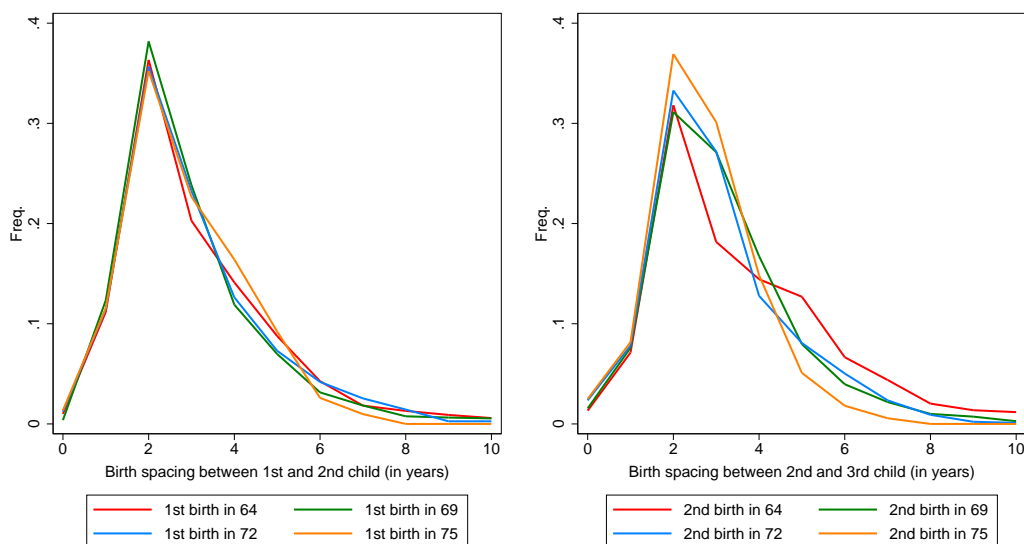 .4
.3
.2
.1
0
Freq.
0 2 4 6 8 10
Birth spacing between 1st and 2nd child (in years)
1st birth in 64 1st birth in 69
1st birth in 72 1st birth in 75
.4
.3
.2
.1
0
Freq.
0 2 4 6 8 10
Birth spacing between 2nd and 3rd child (in years)
2nd birth in 64 2nd birth in 69
2nd birth in 72 2nd birth in 75